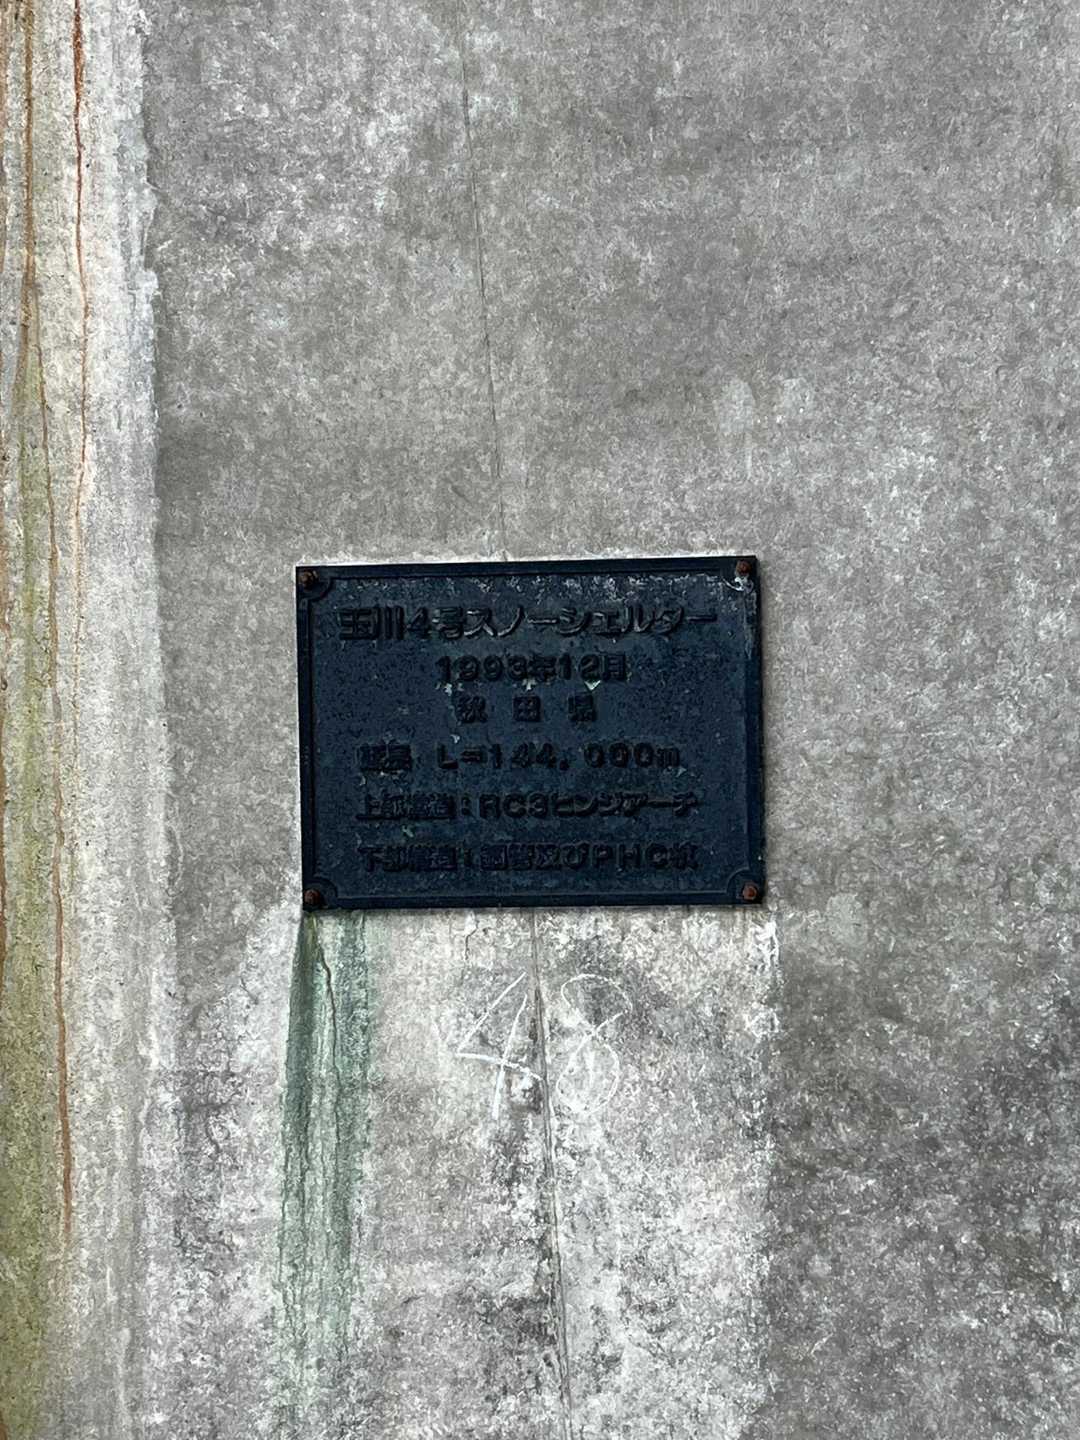 玉川4号スノーシェルター
1993年12月
秋田県
延長 L=144,000m
上部構造:RC3ヒンジアーチ
下部構造:鋼管及びPHC杭
48